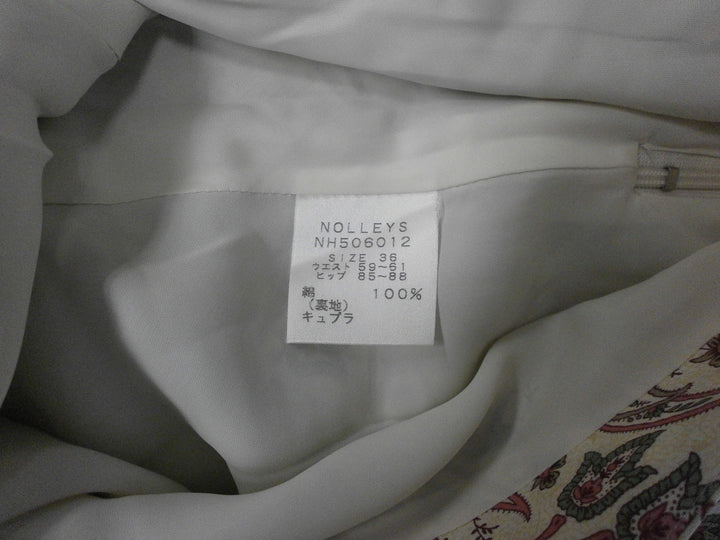 NOLLEYS
NH506012
SIZE 36
ウエスト 59~61
ヒップ 85~88
綿 100%
(裏地)
キュプラ